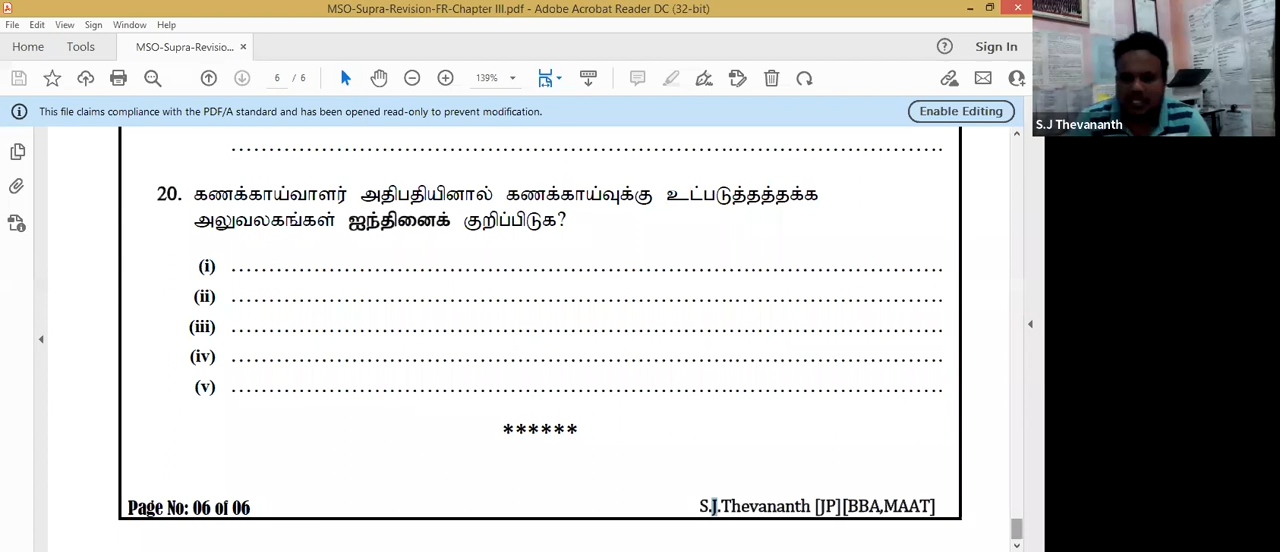 MSO-Supra-Revision-FR-Chapter III.pdf - Adobe Acrobat Reader DC (32-bit)
File Edit View Sign Window Help
Home Tools MSO-Supra-Revisio... × Sign In
6 / 6 139%
This file claims compliance with the PDF/A standard and has been opened read-only to prevent modification. Enable Editing
S.J Thevananth
20. கணக்காய்வாளர் அதிபதியினால் கணக்காய்வுக்கு உட்படுத்தத்தக்க
அலுவலகங்கள் ஐந்தினைக் குறிப்பிடுக?
(i) ....................................................................................................
(ii) ....................................................................................................
(iii) ....................................................................................................
(iv) ....................................................................................................
(v) ....................................................................................................
******
Page No: 06 of 06 S.J.Thevananth [JP][BBA,MAAT]